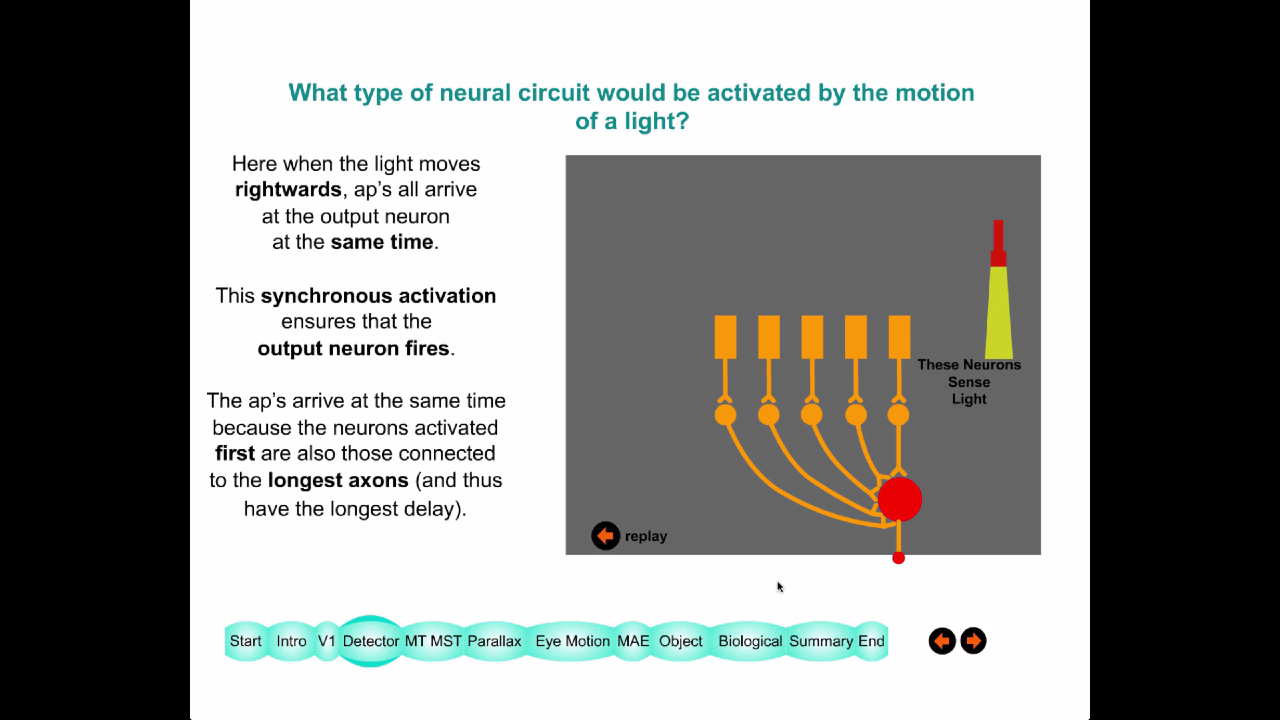 What type of neural circuit would be activated by the motion
of a light?
Here when the light moves
rightwards, ap's all arrive
at the output neuron
at the same time.
This synchronous activation
ensures that the
output neuron fires.
The ap's arrive at the same time
because the neurons activated
first are also those connected
to the longest axons (and thus
have the longest delay).
These Neurons
Sense
Light
replay
Start Intro V1 Detector MT MST Parallax Eye Motion MAE Object Biological Summary End